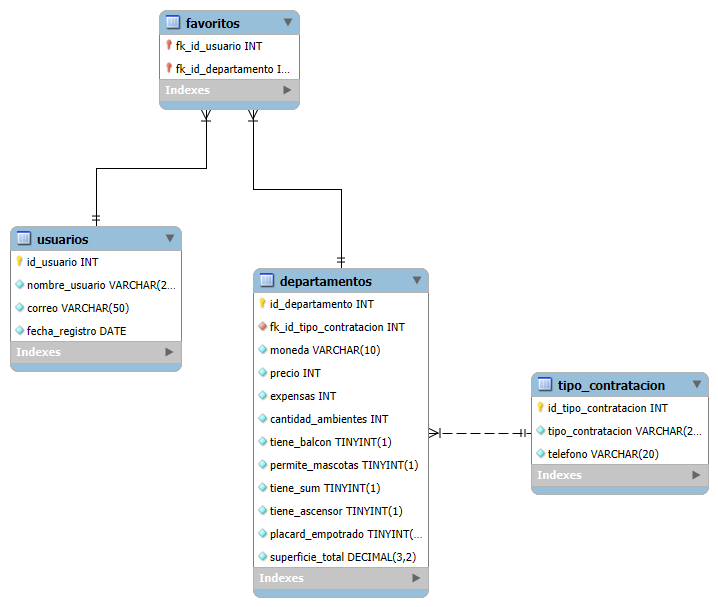 favoritos
fk_id_usuario INT
fk_id_departamento I...
Indexes
usuarios
id_usuario INT
nombre_usuario VARCHAR(2...
correo VARCHAR(50)
fecha_registro DATE
Indexes
departamentos
id_departamento INT
fk_id_tipo_contratacion INT
moneda VARCHAR(10)
precio INT
expensas INT
cantidad_ambientes INT
tiene_balcon TINYINT(1)
permite_mascotas TINYINT(1)
tiene_sum TINYINT(1)
tiene_ascensor TINYINT(1)
placard_empotrado TINYINT(...
superficie_total DECIMAL(3,2)
Indexes
tipo_contratacion
id_tipo_contratacion INT
tipo_contratacion VARCHAR(2...
telefono VARCHAR(20)
Indexes